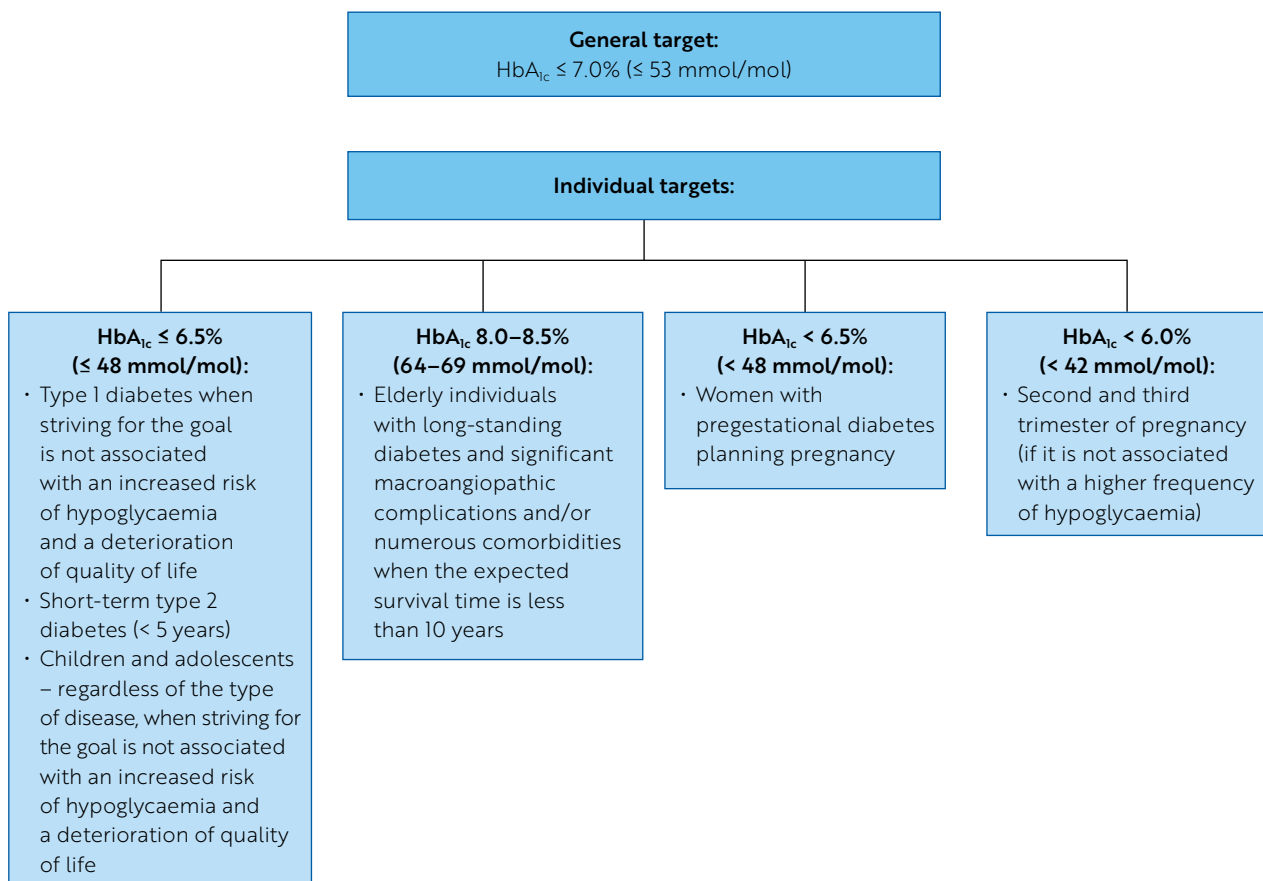 General target:
HbA1c ≤ 7.0% (≤ 53 mmol/mol)
Individual targets:
HbA1c ≤ 6.5%
(≤ 48 mmol/mol):
· Type 1 diabetes when
striving for the goal
is not associated
with an increased risk
of hypoglycaemia
and a deterioration
of quality of life
· Short-term type 2
diabetes (< 5 years)
· Children and adolescents
– regardless of the type
of disease, when striving for
the goal is not associated
with an increased risk
of hypoglycaemia and
a deterioration of quality
of life
HbA1c 8.0–8.5%
(64–69 mmol/mol):
· Elderly individuals
with long-standing
diabetes and significant
macroangiopathic
complications and/or
numerous comorbidities
when the expected
survival time is less
than 10 years
HbA1c < 6.5%
(< 48 mmol/mol):
· Women with
pregestational diabetes
planning pregnancy
HbA1c < 6.0%
(< 42 mmol/mol):
· Second and third
trimester of pregnancy
(if it is not associated
with a higher frequency
of hypoglycaemia)